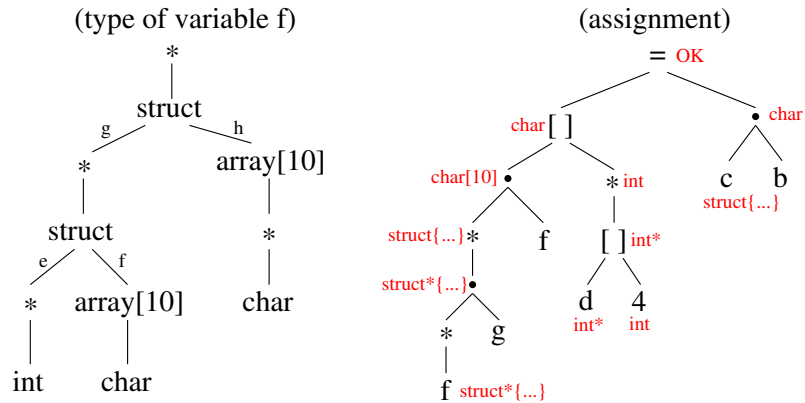 (type of variable f)
*
struct
g h
* array[10]
struct *
e f
* array[10] char
int char
(assignment)
= OK
char [ ] • char
c b
struct{...}
char[10] • * int
struct{...} * f [ ] int*
struct*{...} • d 4
int* int
* g
f struct*{...}